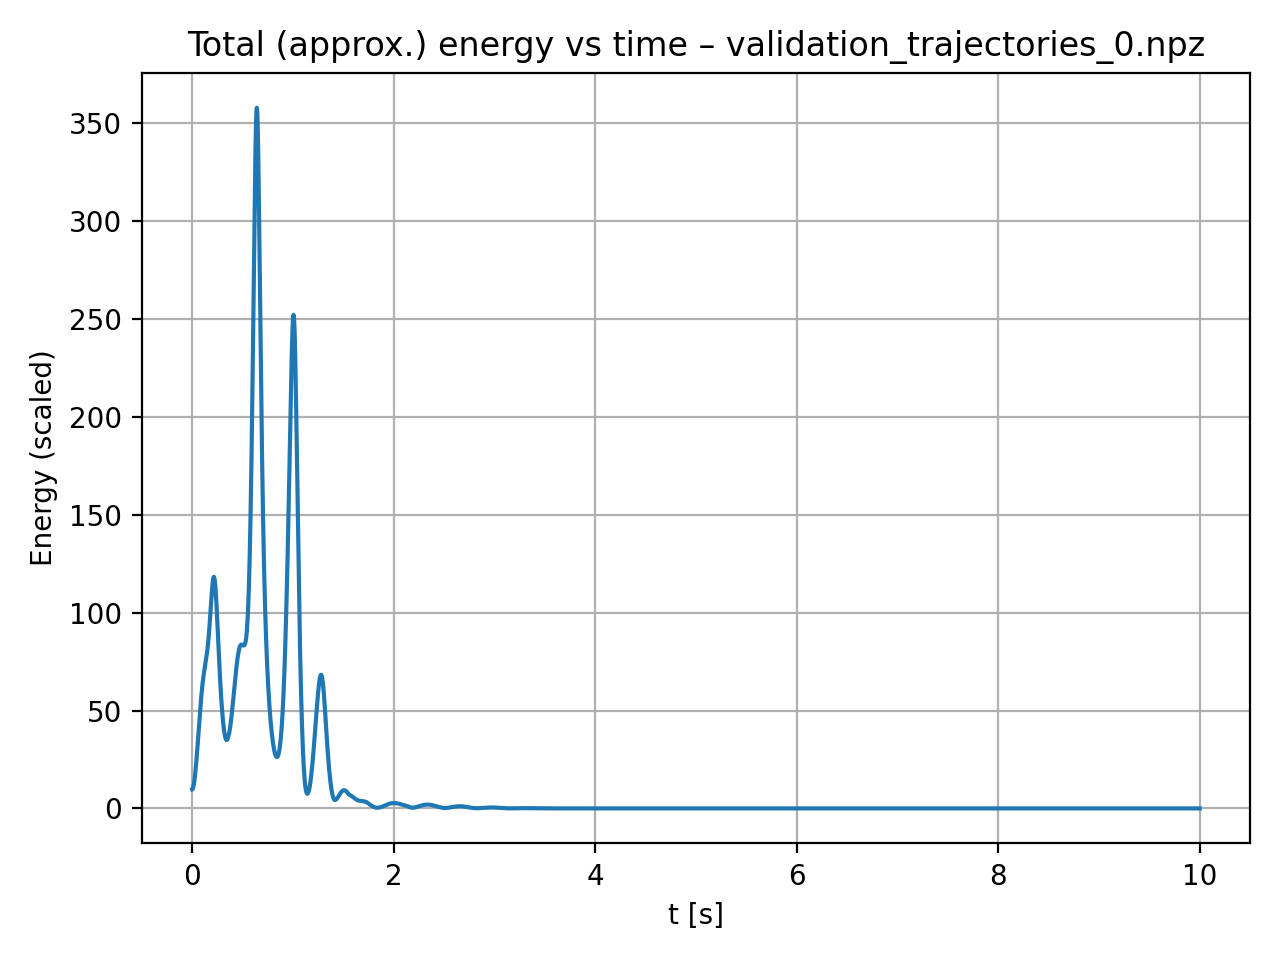 Total (approx.) energy vs time – validation_trajectories_0.npz
Energy (scaled)
350
300
250
200
150
100
50
0
0 2 4 6 8 10
t [s]